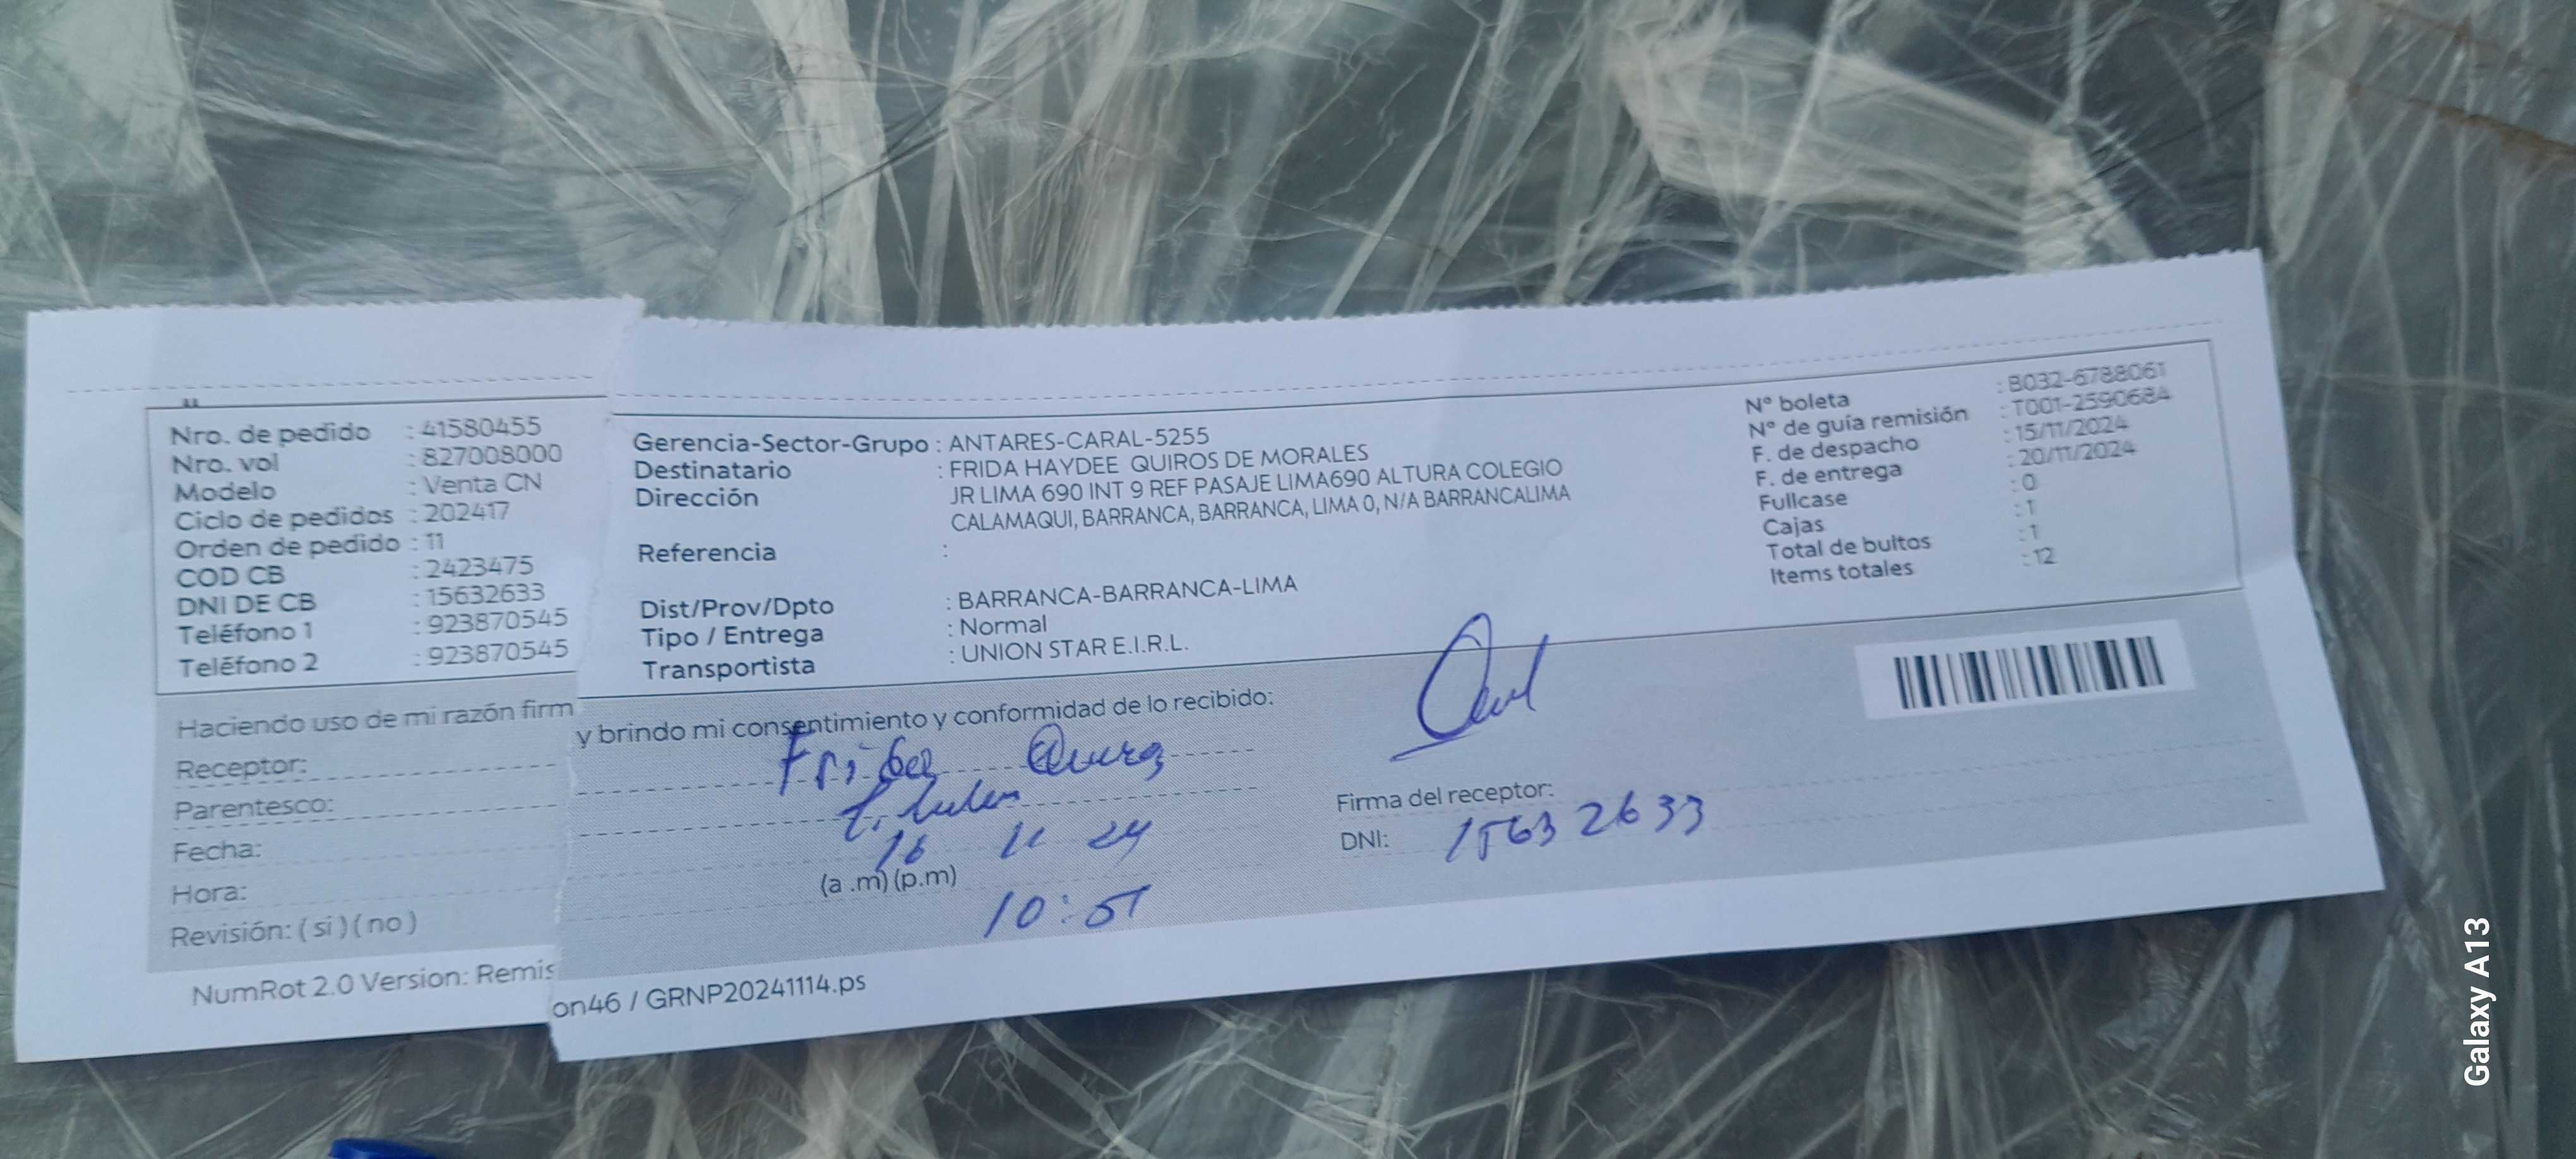 Nro. de pedido : 41580455
Nro. vol : 827008000
Modelo : Venta CN
Ciclo de pedidos : 202417
Orden de pedido : 11
COD CB : 2423475
DNI DE CB : 15632633
Teléfono 1 : 923870545
Teléfono 2 : 923870545
Gerencia-Sector-Grupo : ANTARES-CARAL-5255
Destinatario : FRIDA HAYDEE QUIROS DE MORALES
Dirección JR LIMA 690 INT 9 REF PASAJE LIMA690 ALTURA COLEGIO
CALAMAQUI, BARRANCA, BARRANCA, LIMA 0, N/A BARRANCALIMA
Referencia :
Dist/Prov/Dpto : BARRANCA-BARRANCA-LIMA
Tipo / Entrega : Normal
Transportista : UNION STAR E.I.R.L.
N° boleta : B032-6788061
N° de guía remisión : T001-2590684
F. de despacho : 15/11/2024
F. de entrega : 20/11/2024
Fullcase : 0
Cajas : 1
Total de bultos : 1
Items totales : 12
Haciendo uso de mi razón firm y brindo mi consentimiento y conformidad de lo recibido:
Receptor: Frida
Parentesco:
Fecha: 16 11 24
Hora: (a .m) (p.m)
10:51
Revisión: ( si ) ( no )
Firma del receptor:
DNI: 15632633
NumRot 2.0 Version: Remis on46 / GRNP20241114.ps
Galaxy A13